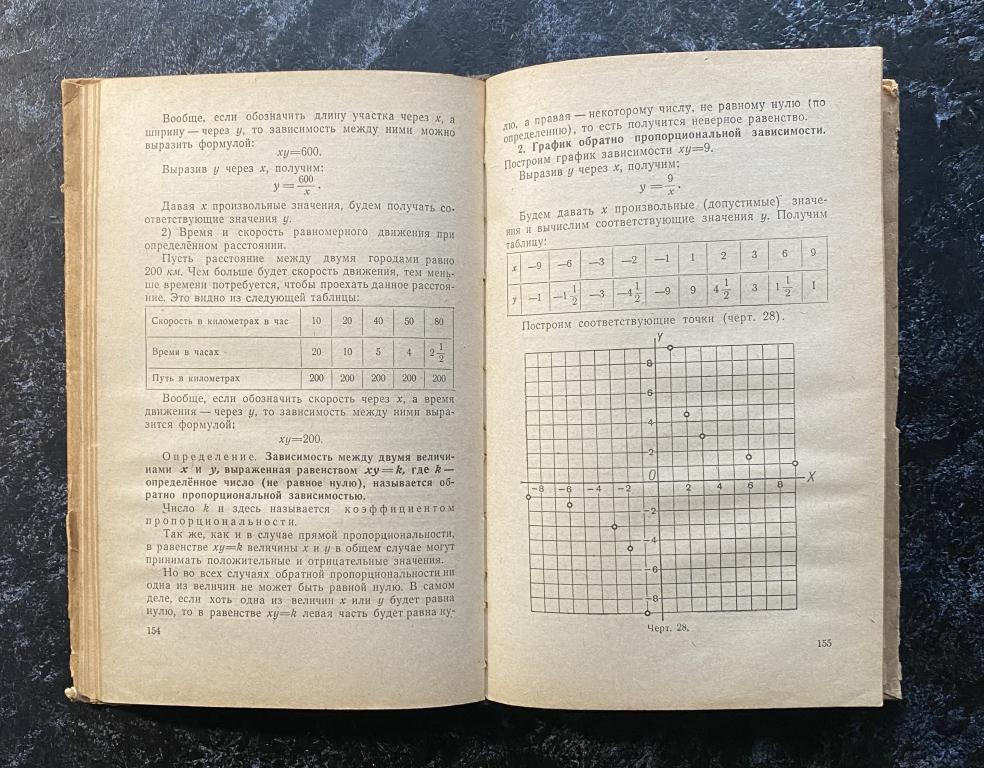 Вообще, если обозначить длину участка через x, а
ширину — через y, то зависимость между ними можно
выразить формулой:
xy=600.
Выразив y через x, получим:
y = 600/x.
Давая x произвольные значения, будем получать со-
ответствующие значения y.
2) Время и скорость равномерного движения при
определённом расстоянии.
Пусть расстояние между двумя городами равно
200 км. Чем больше будет скорость движения, тем мень-
ше времени потребуется, чтобы проехать данное расстоя-
ние. Это видно из следующей таблицы:
Скорость в километрах в час 10 20 40 50 80
Время в часах 20 10 5 4 2 1/2
Путь в километрах 200 200 200 200 200
Вообще, если обозначить скорость через x, а время
движения — через y, то зависимость между ними выра-
зится формулой:
xy=200.
Определение. Зависимость между двумя величи-
нами x и y, выраженная равенством xy = k, где k —
определённое число (не равное нулю), называется об-
ратно пропорциональной зависимостью.
Число k и здесь называется коэффициентом
пропорциональности.
Так же, как и в случае прямой пропорциональности,
в равенстве xy=k величины x и y в общем случае могут
принимать положительные и отрицательные значения.
Но во всех случаях обратной пропорциональности ни
одна из величин не может быть равной нулю. В самом
деле, если хоть одна из величин x или y будет равна
нулю, то в равенстве xy=k левая часть будет равна ну-
154
лю, а правая — некоторому числу, не равному нулю (по
определению), то есть получится неверное равенство.
2. График обратно пропорциональной зависимости.
Построим график зависимости xy=9.
Выразив y через x, получим:
y = 9/x.
Будем давать x произвольные (допустимые) значе-
ния и вычислим соответствующие значения y. Получим
таблицу:
x —9 —6 —3 —2 —1 1 2 3 6 9
y —1 —1 1/2 —3 —4 1/2 —9 9 4 1/2 3 1 1/2 1
Построим соответствующие точки (черт. 28).
Y
8
6
4
2
O
X
—8 —6 —4 —2 2 4 6 8
—2
—4
—6
—8
Черт. 28.
155